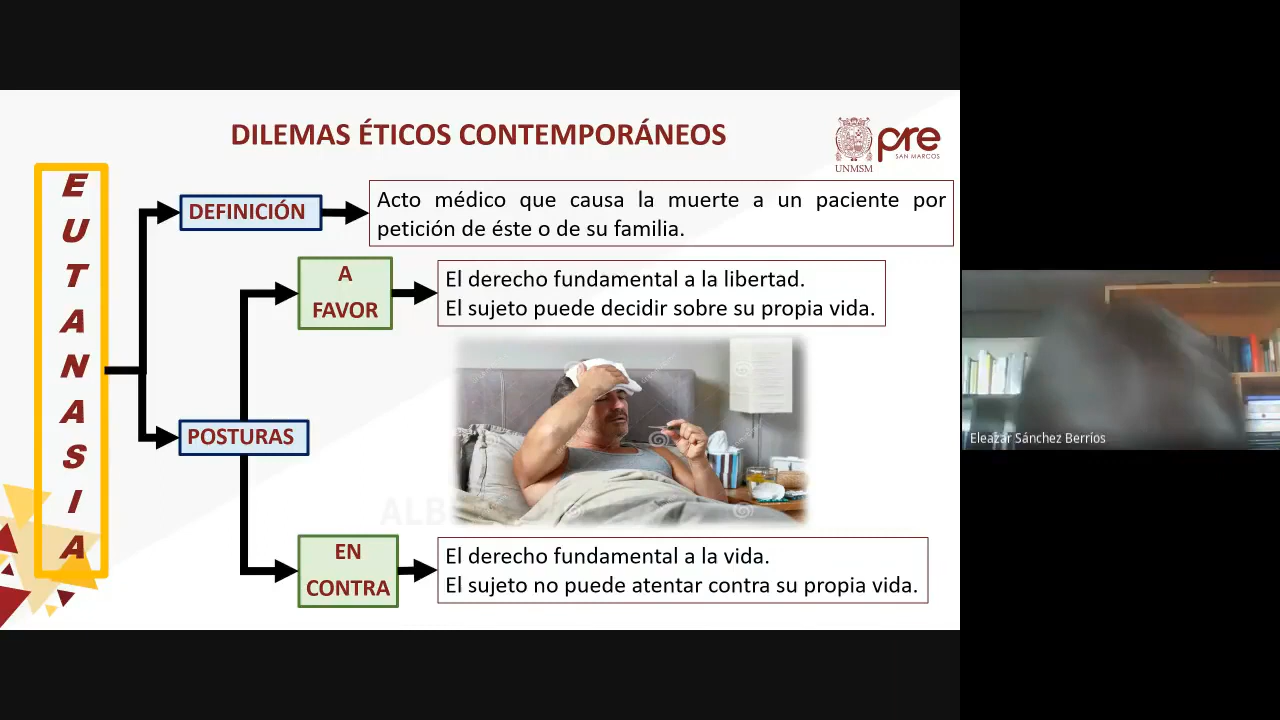 DILEMAS ÉTICOS CONTEMPORÁNEOS
UNMSM
pre
SAN MARCOS
EUTANASIA
DEFINICIÓN
Acto médico que causa la muerte a un paciente por
petición de éste o de su familia.
A
FAVOR
El derecho fundamental a la libertad.
El sujeto puede decidir sobre su propia vida.
POSTURAS
EN
CONTRA
El derecho fundamental a la vida.
El sujeto no puede atentar contra su propia vida.
Eleazar Sánchez Berríos